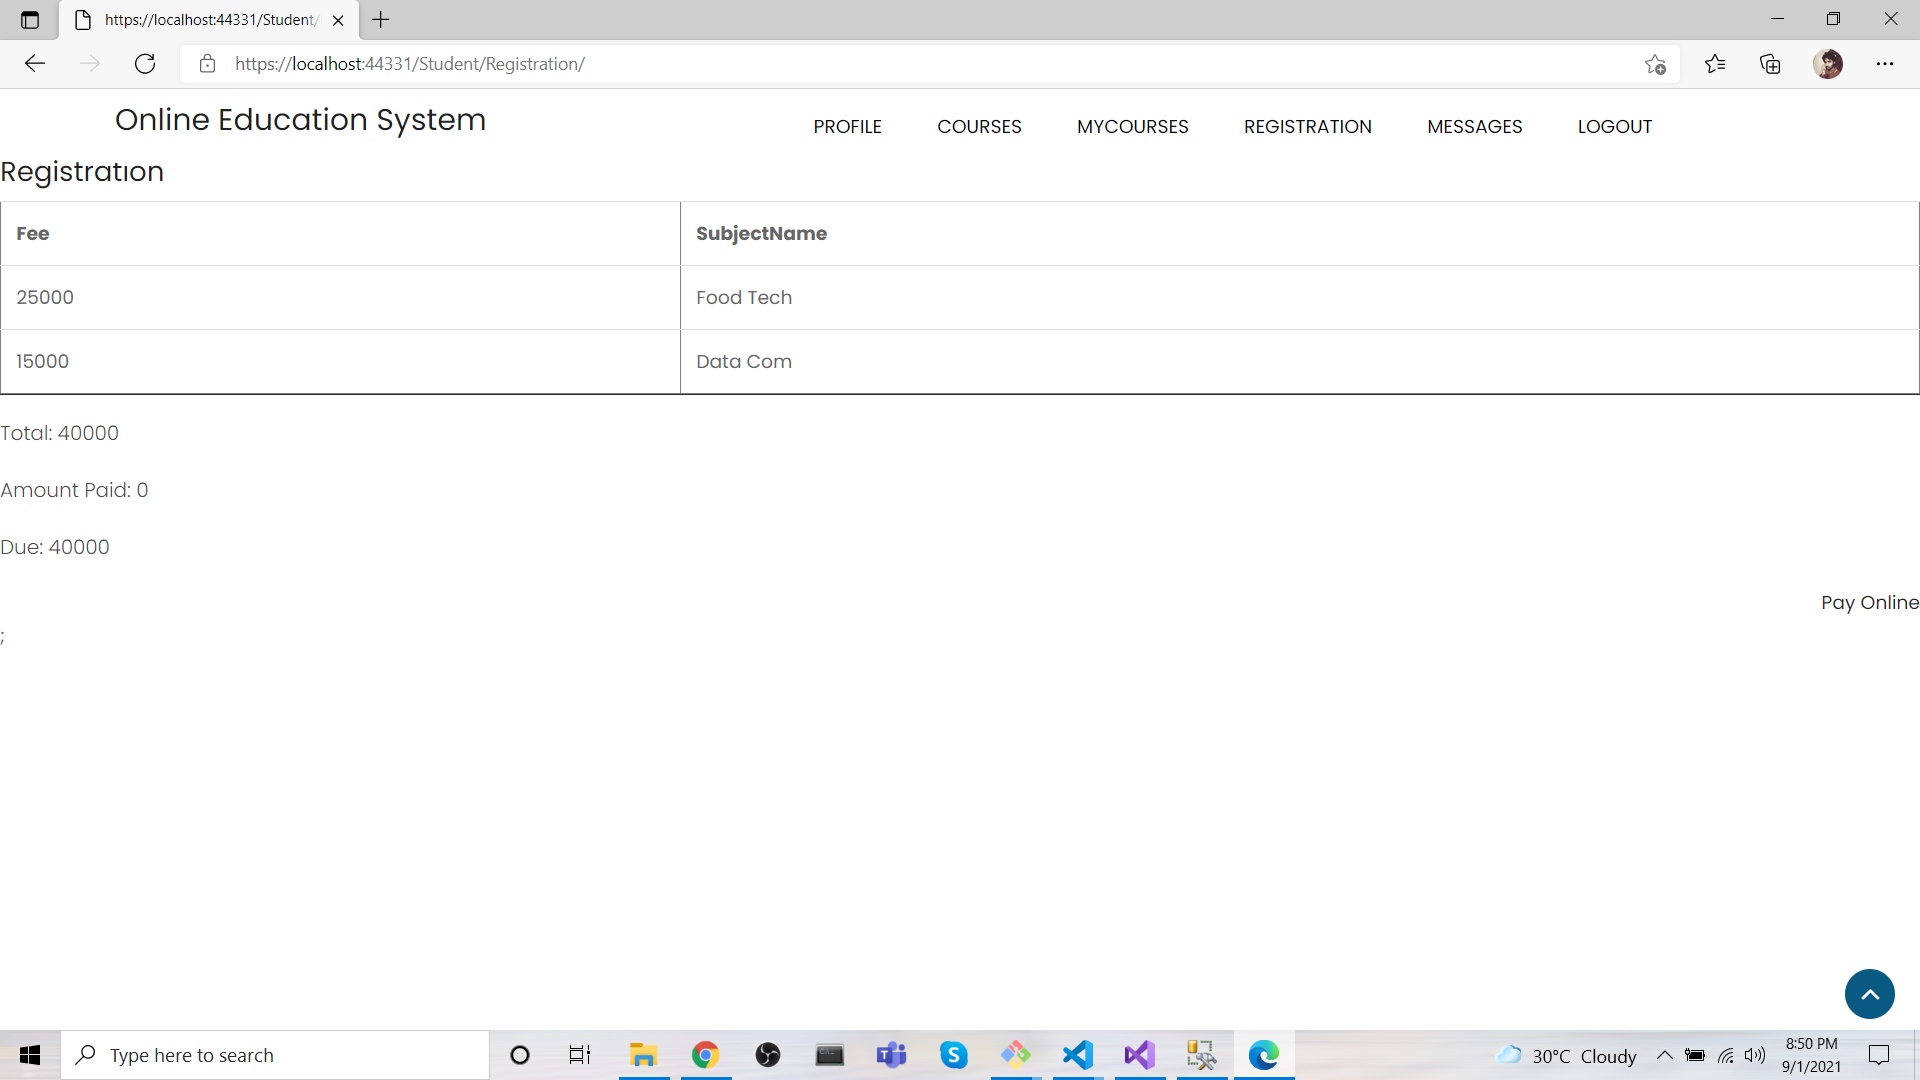 https://localhost:44331/Student/
https://localhost:44331/Student/Registration/
Online Education System
PROFILE COURSES MYCOURSES REGISTRATION MESSAGES LOGOUT
Registration
Fee SubjectName
25000 Food Tech
15000 Data Com
Total: 40000
Amount Paid: 0
Due: 40000
Pay Online
;
Type here to search
30°C Cloudy
8:50 PM
9/1/2021